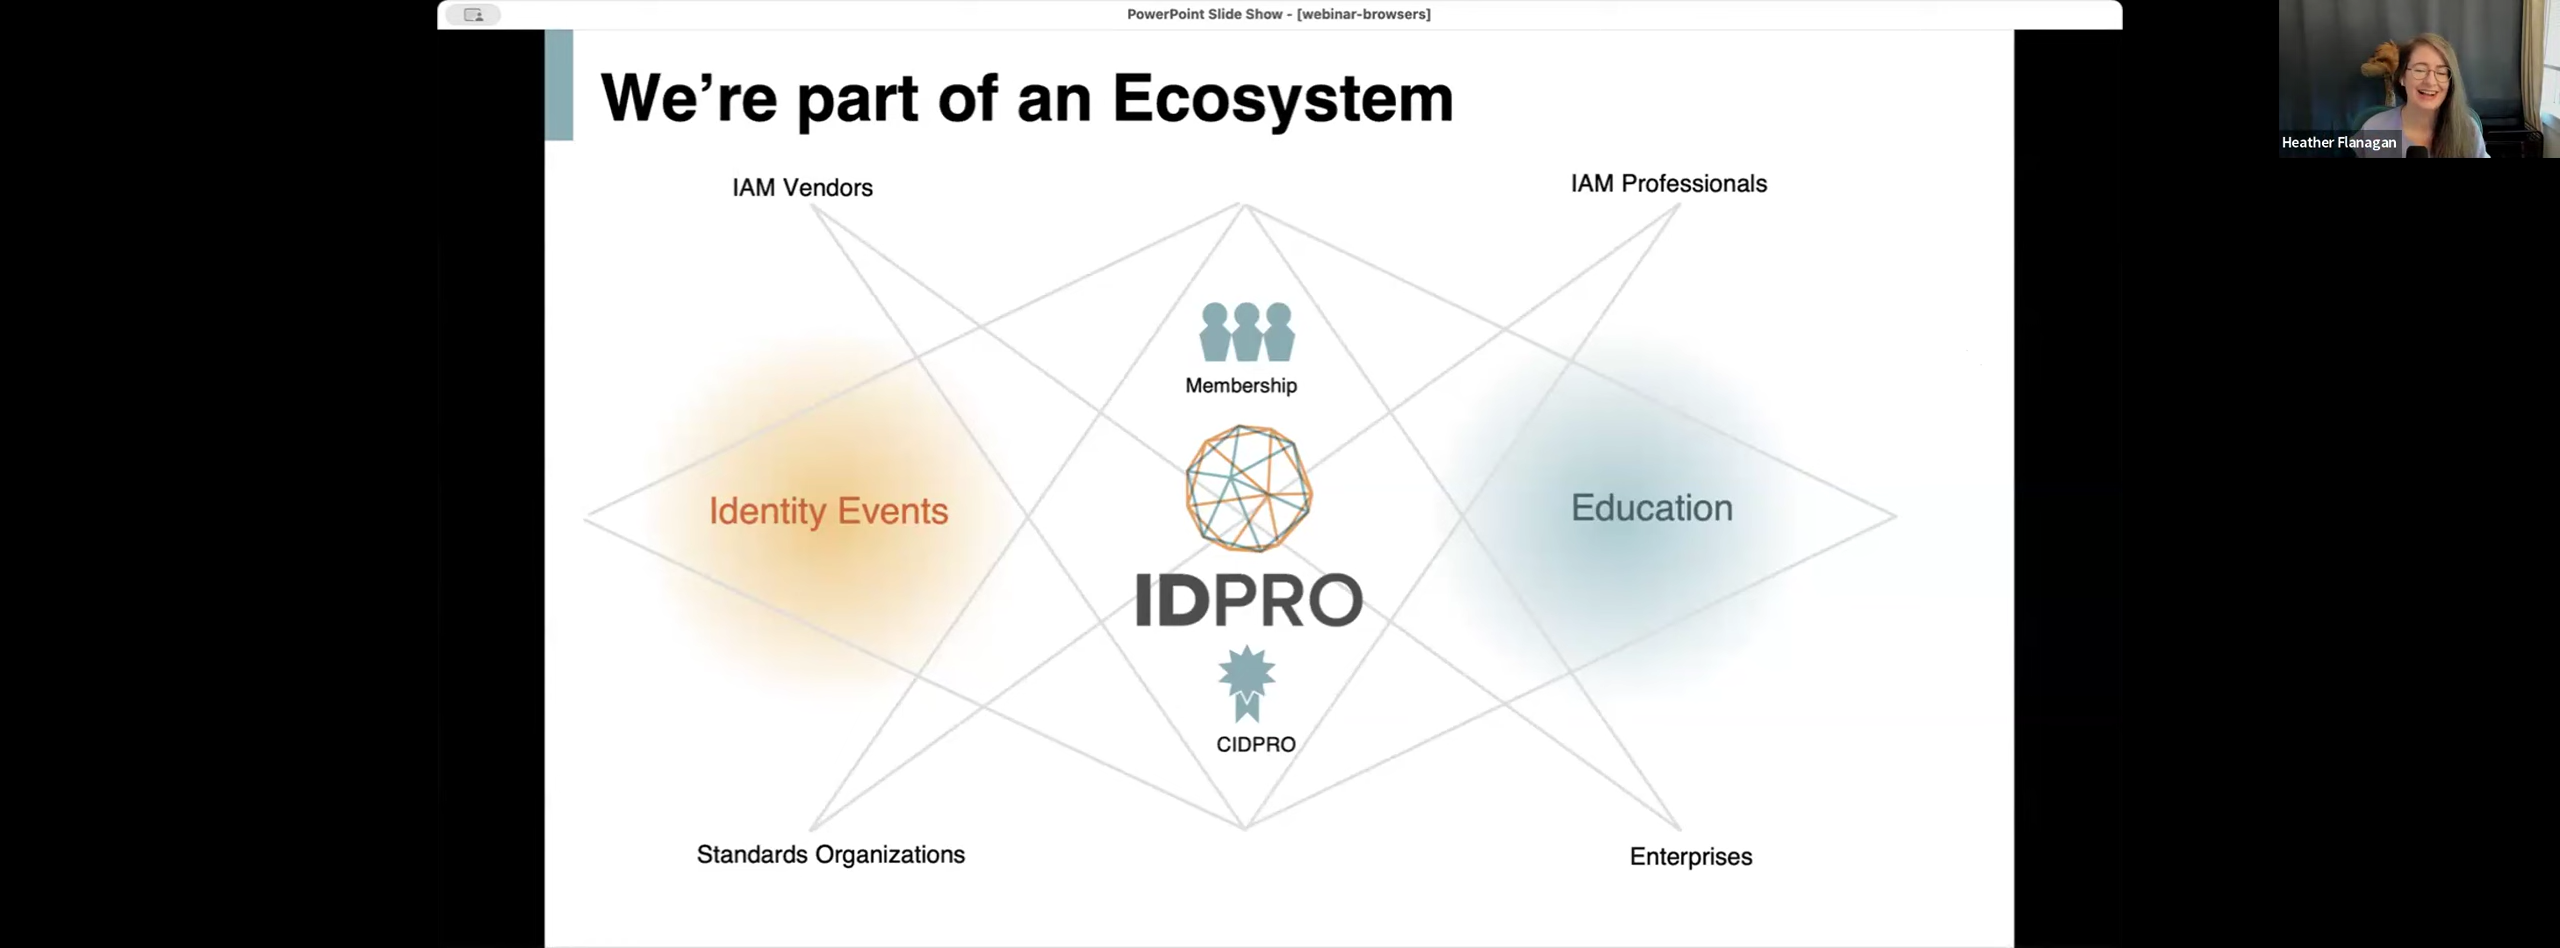 PowerPoint Slide Show - [webinar-browsers]
We’re part of an Ecosystem
Heather Flanagan
IAM Vendors
IAM Professionals
Membership
Identity Events
Education
IDPRO
CIDPRO
Standards Organizations
Enterprises